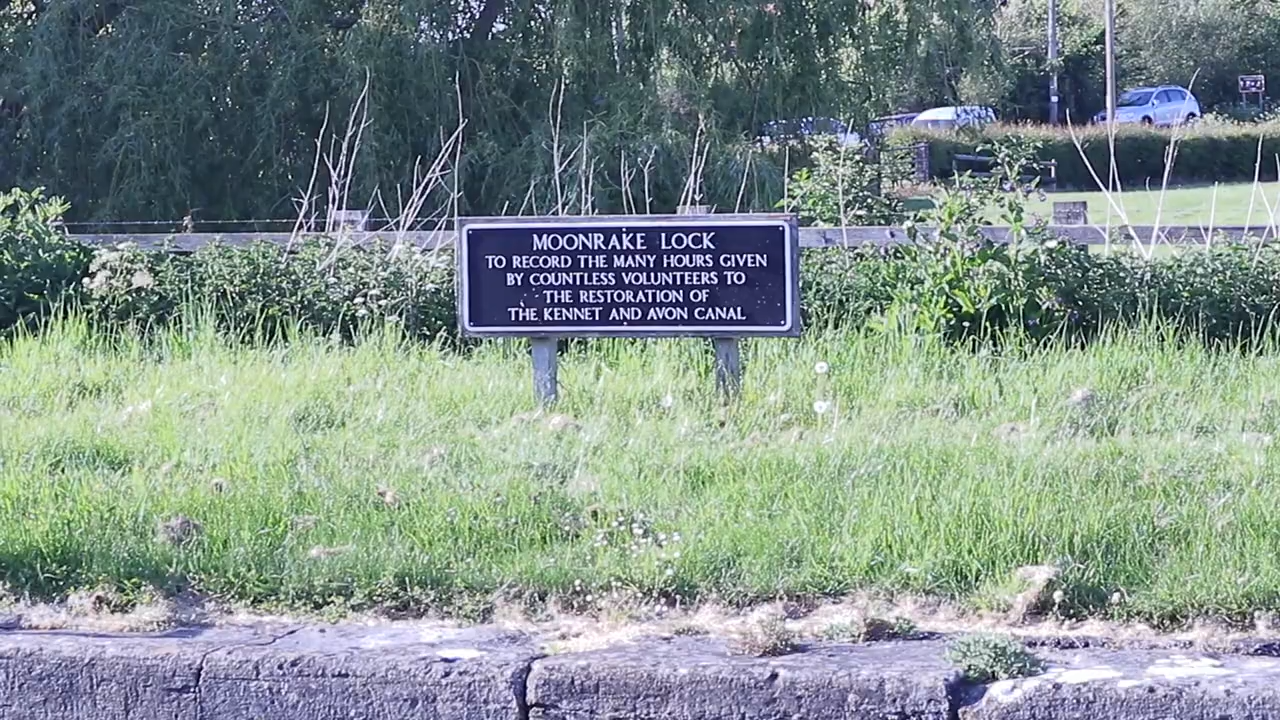 MOONRAKE LOCK
TO RECORD THE MANY HOURS GIVEN
BY COUNTLESS VOLUNTEERS TO
THE RESTORATION OF
THE KENNET AND AVON CANAL